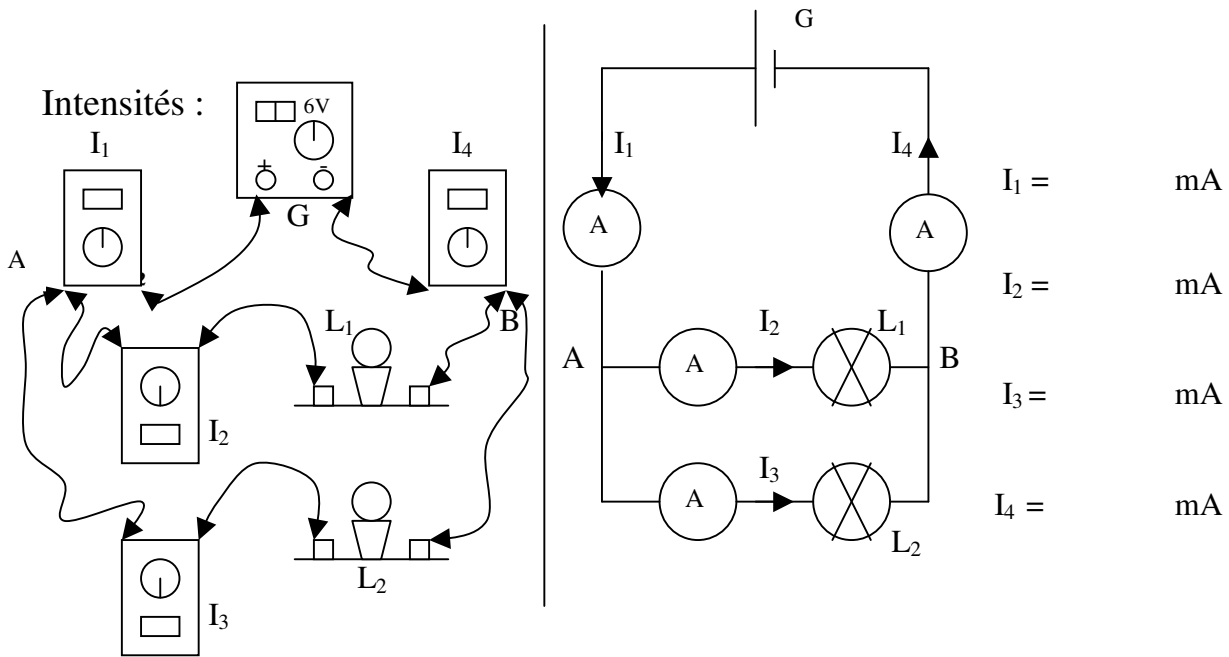 Intensités :
I₁
6V
+ -
G
I₄
A
B
L₁
I₂
L₂
I₃
G
I₁
I₄
A
A
A
B
A
I₂
L₁
A
I₃
L₂
I₁ = mA
I₂ = mA
I₃ = mA
I₄ = mA